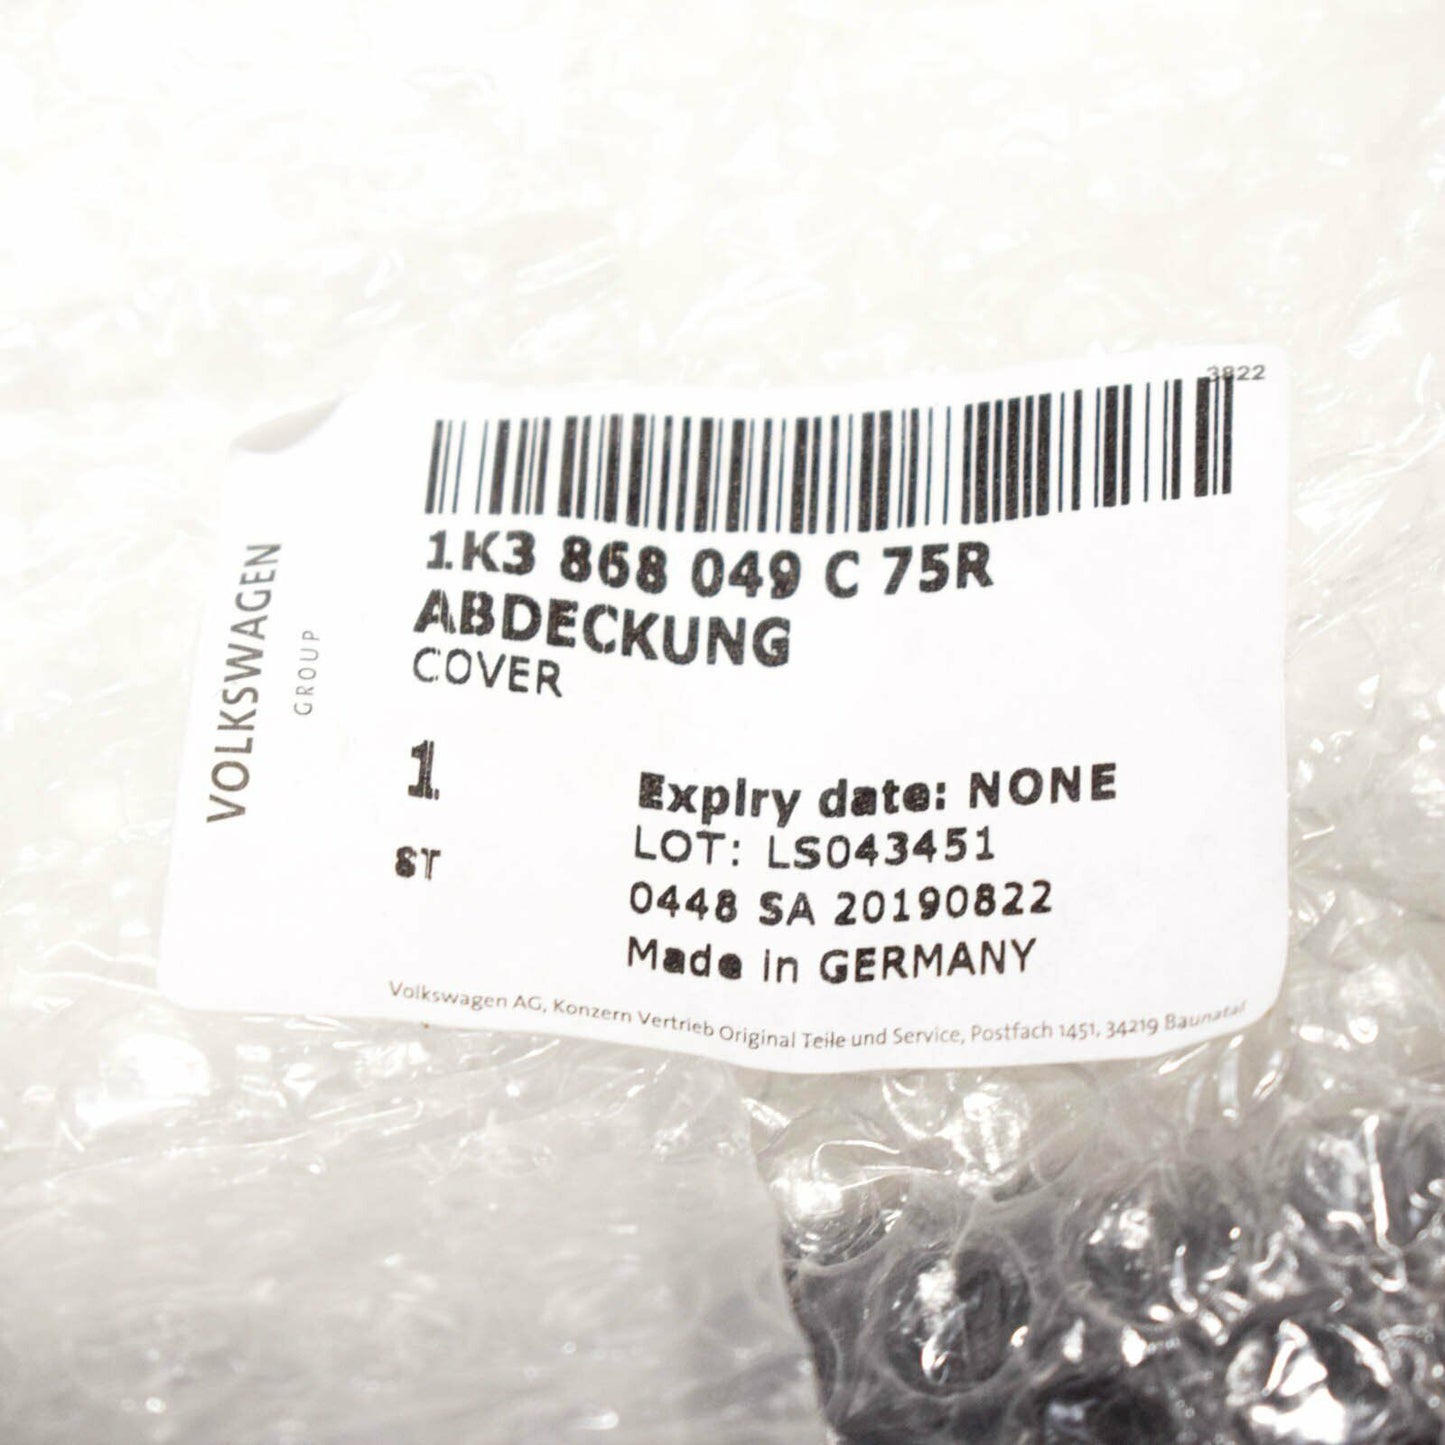 3822
1K3 868 049 C 75R
ABDECKUNG
COVER
VOLKSWAGEN
GROUP
1
ST
Expiry date: NONE
LOT: LS043451
0448 SA 20190822
Made in GERMANY
Volkswagen AG, Konzern Vertrieb Original Teile und Service, Postfach 1451, 34219 Baunatal